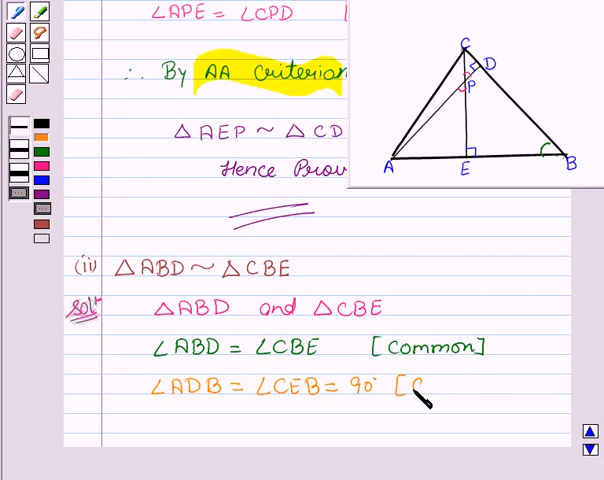 ∠APE = ∠CPD [
∴ By AA criterion
△AEP ~ △CD
Hence Prov
C
D
P
A
E
B
(ii) △ABD ~ △CBE
Solⁿ △ABD and △CBE
∠ABD = ∠CBE [Common]
∠ADB = ∠CEB = 90° [